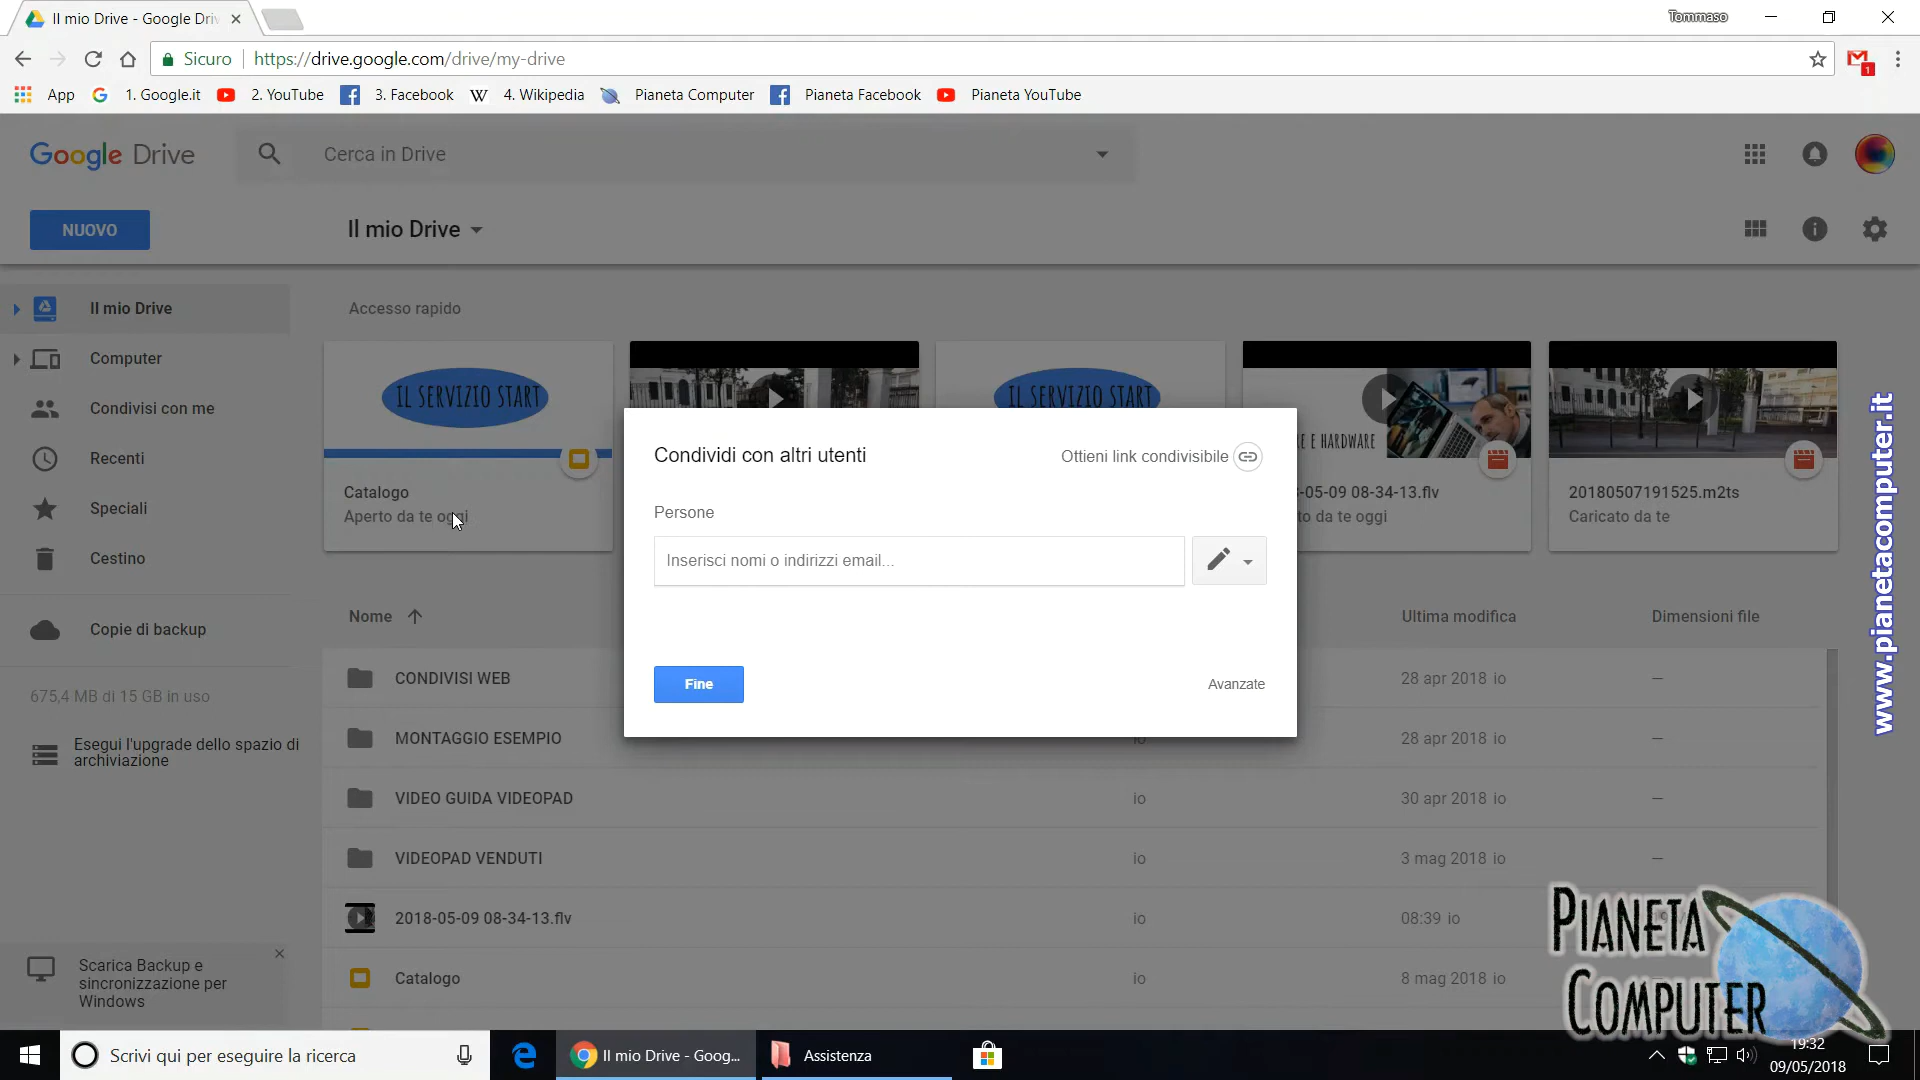 Il mio Drive - Google Driv
Tommaso
Sicuro
https://drive.google.com/drive/my-drive
1
App
1. Google.it
2. YouTube
3. Facebook
4. Wikipedia
Pianeta Computer
Pianeta Facebook
Pianeta YouTube
Google Drive
Cerca in Drive
NUOVO
Il mio Drive
Il mio Drive
Computer
Condivisi con me
Recenti
Speciali
Cestino
Copie di backup
675,4 MB di 15 GB in uso
Esegui l'upgrade dello spazio di
archiviazione
Scarica Backup e
sincronizzazione per
Windows
Accesso rapido
IL SERVIZIO START
Catalogo
Aperto da te oggi
IL SERVIZIO START
RE E HARDWARE
-05-09 08-34-13.flv
to da te oggi
20180507191525.m2ts
Caricato da te
Condividi con altri utenti
Ottieni link condivisibile
Persone
Inserisci nomi o indirizzi email...
Fine
Avanzate
Nome
Ultima modifica
Dimensioni file
CONDIVISI WEB
28 apr 2018 io
—
MONTAGGIO ESEMPIO
io
28 apr 2018 io
—
VIDEO GUIDA VIDEOPAD
io
30 apr 2018 io
—
VIDEOPAD VENDUTI
io
3 mag 2018 io
—
2018-05-09 08-34-13.flv
io
08:39 io
Catalogo
io
8 mag 2018 io
www.pianetacomputer.it
PIANETA
COMPUTER
Scrivi qui per eseguire la ricerca
Il mio Drive - Goog...
Assistenza
19:32
09/05/2018